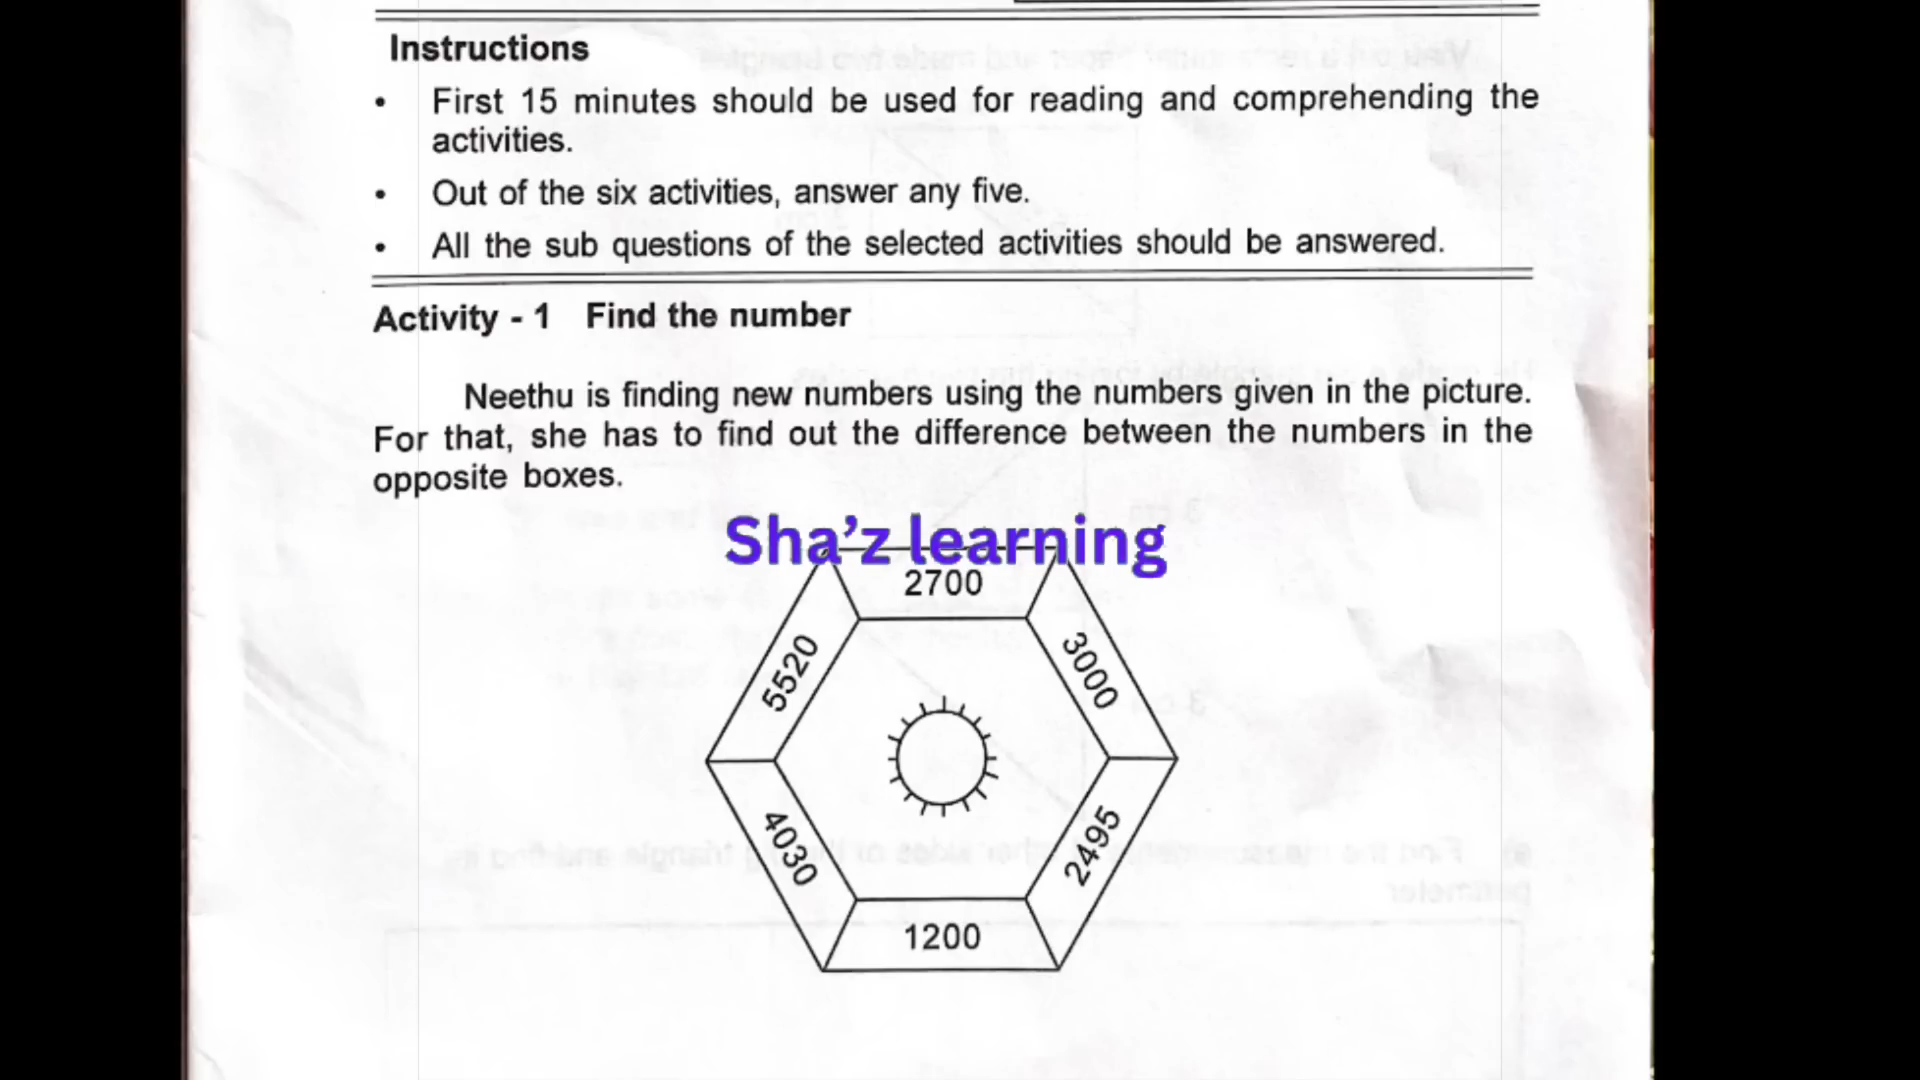 Instructions
• First 15 minutes should be used for reading and comprehending the
activities.
• Out of the six activities, answer any five.
• All the sub questions of the selected activities should be answered.
Activity - 1 Find the number
Neethu is finding new numbers using the numbers given in the picture.
For that, she has to find out the difference between the numbers in the
opposite boxes.
Sha'z learning
2700
5520
3000
4030
2495
1200